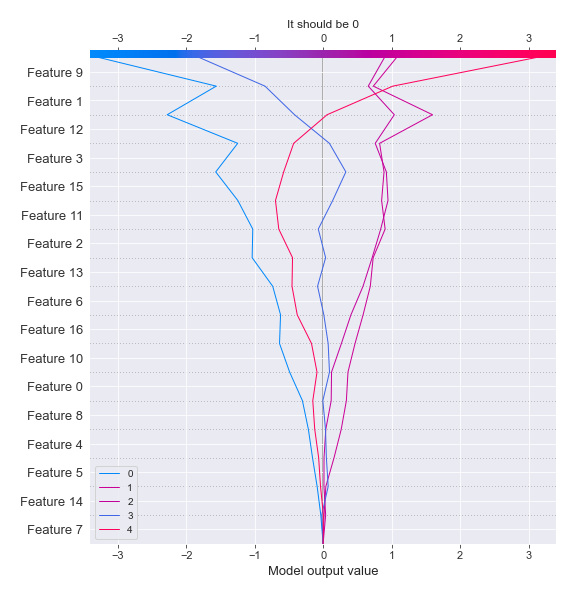 It should be 0
−3 −2 −1 0 1 2 3
Feature 9
Feature 1
Feature 12
Feature 3
Feature 15
Feature 11
Feature 2
Feature 13
Feature 6
Feature 16
Feature 10
Feature 0
Feature 8
Feature 4
Feature 5
Feature 14
Feature 7
0
1
2
3
4
−3 −2 −1 0 1 2 3
Model output value